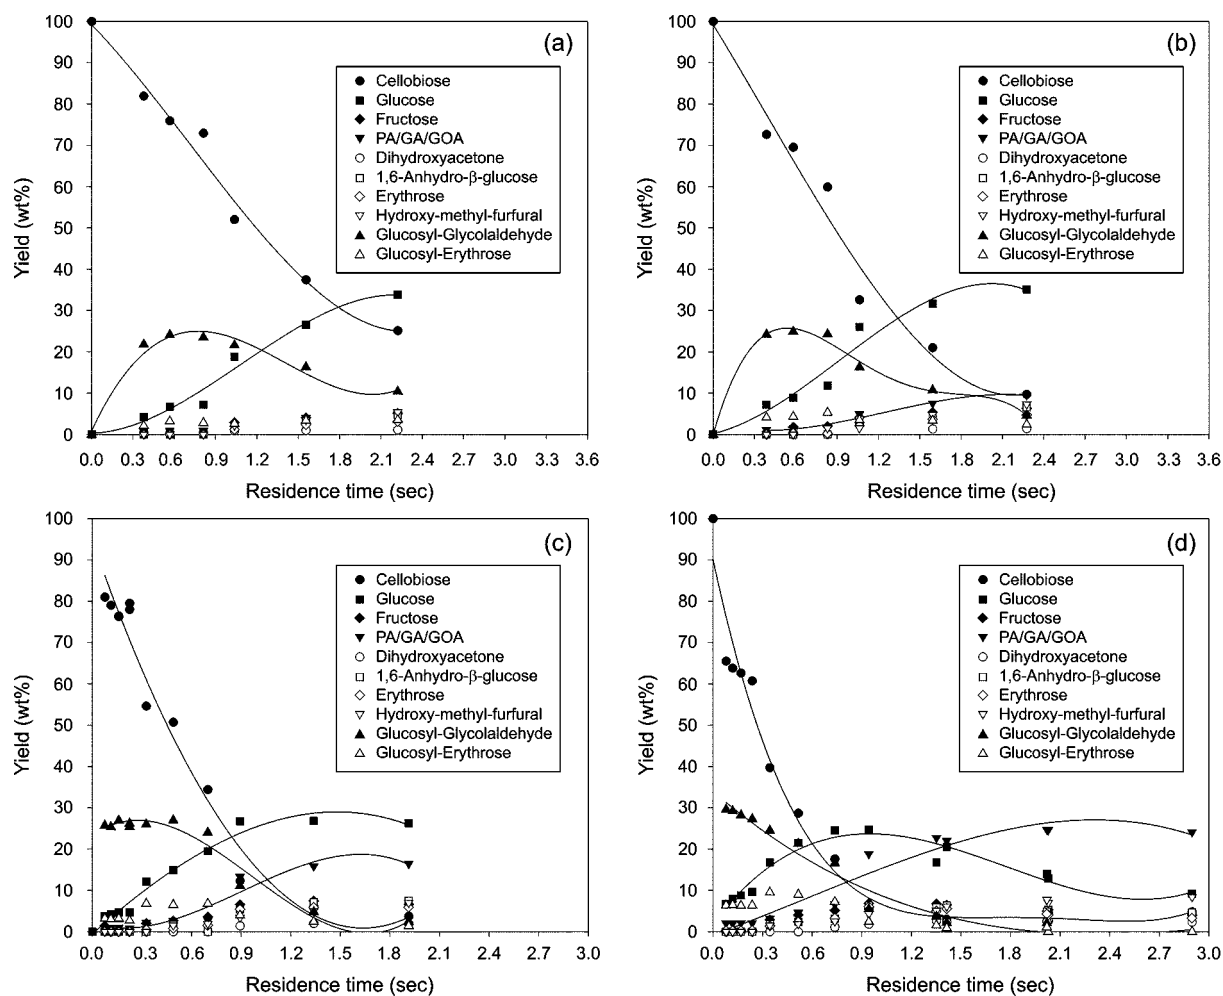 (a)
100
90
80
70
60
50
40
30
20
10
0
Yield (wt%)
Cellobiose
Glucose
Fructose
PA/GA/GOA
Dihydroxyacetone
1,6-Anhydro-β-glucose
Erythrose
Hydroxy-methyl-furfural
Glucosyl-Glycolaldehyde
Glucosyl-Erythrose
0.0 0.3 0.6 0.9 1.2 1.5 1.8 2.1 2.4 2.7 3.0 3.3 3.6
Residence time (sec)
(b)
100
90
80
70
60
50
40
30
20
10
0
Yield (wt%)
Cellobiose
Glucose
Fructose
PA/GA/GOA
Dihydroxyacetone
1,6-Anhydro-β-glucose
Erythrose
Hydroxy-methyl-furfural
Glucosyl-Glycolaldehyde
Glucosyl-Erythrose
0.0 0.3 0.6 0.9 1.2 1.5 1.8 2.1 2.4 2.7 3.0 3.3 3.6
Residence time (sec)
(c)
100
90
80
70
60
50
40
30
20
10
0
Yield (wt%)
Cellobiose
Glucose
Fructose
PA/GA/GOA
Dihydroxyacetone
1,6-Anhydro-β-glucose
Erythrose
Hydroxy-methyl-furfural
Glucosyl-Glycolaldehyde
Glucosyl-Erythrose
0.0 0.3 0.6 0.9 1.2 1.5 1.8 2.1 2.4 2.7 3.0
Residence time (sec)
(d)
100
90
80
70
60
50
40
30
20
10
0
Yield (wt%)
Cellobiose
Glucose
Fructose
PA/GA/GOA
Dihydroxyacetone
1,6-Anhydro-β-glucose
Erythrose
Hydroxy-methyl-furfural
Glucosyl-Glycolaldehyde
Glucosyl-Erythrose
0.0 0.3 0.6 0.9 1.2 1.5 1.8 2.1 2.4 2.7 3.0
Residence time (sec)